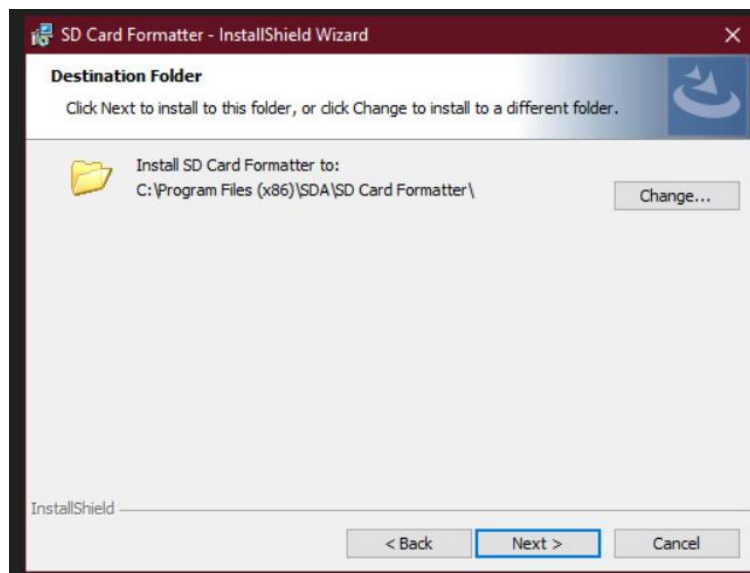 SD Card Formatter - InstallShield Wizard
Destination Folder
Click Next to install to this folder, or click Change to install to a different folder.
Install SD Card Formatter to:
C:\Program Files (x86)\SDA\SD Card Formatter\
Change...
InstallShield
< Back
Next >
Cancel